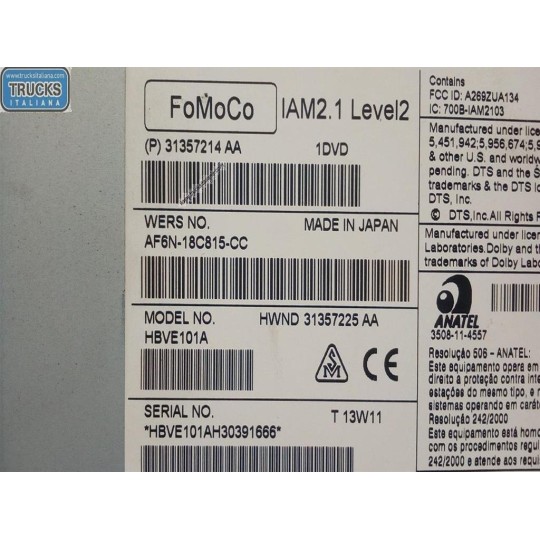 www.trucksitaliana.com
TRUCKS
ITALIANA
FoMoCo IAM2.1 Level2
(P) 31357214 AA 1DVD
WERS NO. MADE IN JAPAN
AF6N-18C815-CC
MODEL NO. HWND 31357225 AA
HBVE101A
SM CE
SERIAL NO. T 13W11
*HBVE101AH30391666*
Contains
FCC ID: A269ZUA134
IC: 700B-IAM2103
Manufactured under lice
5,451,942;5,956,674;5,9
& other U.S. and worldw
pending. DTS and the S
trademarks & the DTS lo
DTS, Inc.
© DTS,Inc.All Rights F
Manufactured under licer
Laboratories.Dolby and th
trademarks of Dolby Labo
ANATEL
3508-11-4557
Resolução 506 - ANATEL:
Este equipamento opera em
direito a proteção contra inte
estações do mesmo tipo, e n
sistemas operando em caráte
Resolução 242/2000
Este equipamento está homo
com os procedimentos regul
242/2000 e atende aos requi